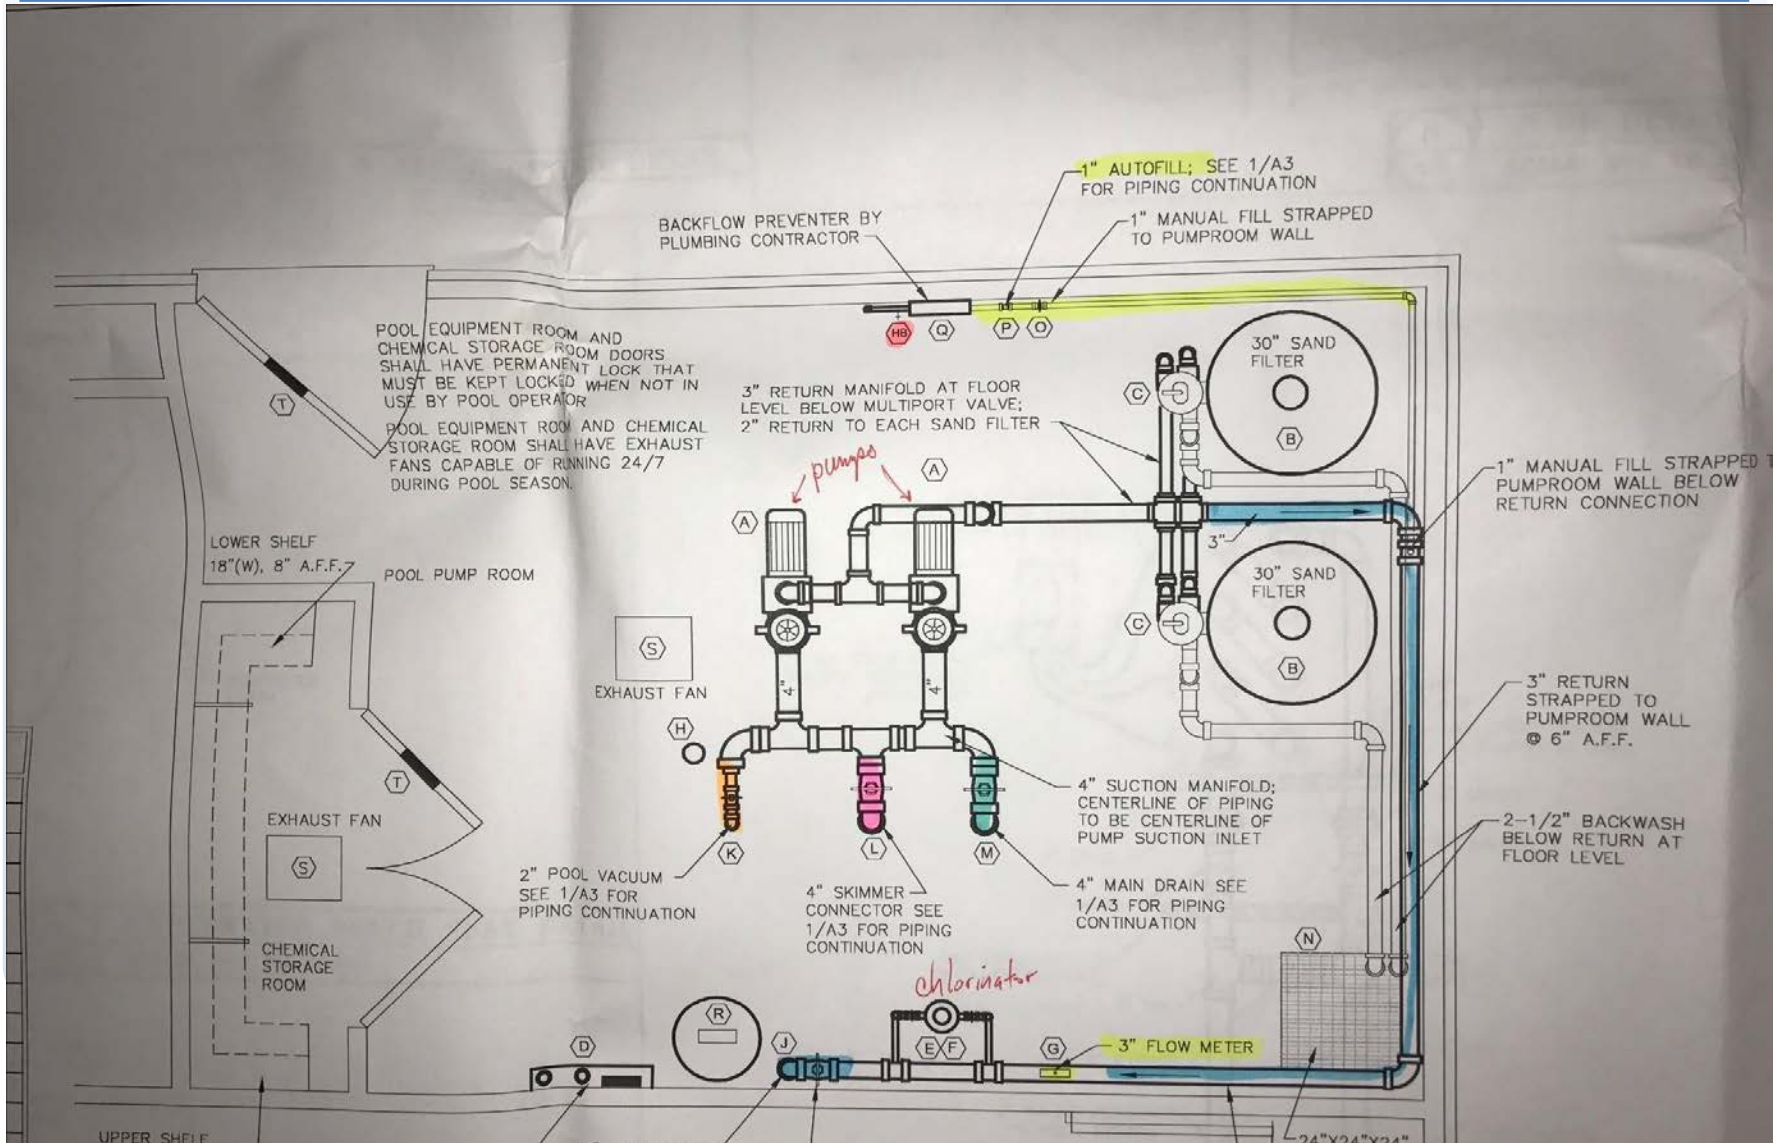 1" AUTOFILL; SEE 1/A3
FOR PIPING CONTINUATION
BACKFLOW PREVENTER BY
PLUMBING CONTRACTOR
1" MANUAL FILL STRAPPED
TO PUMPROOM WALL
HB
Q
P
O
POOL EQUIPMENT ROOM AND
CHEMICAL STORAGE ROOM DOORS
SHALL HAVE PERMANENT LOCK THAT
MUST BE KEPT LOCKED WHEN NOT IN
USE BY POOL OPERATOR
POOL EQUIPMENT ROOM AND CHEMICAL
STORAGE ROOM SHALL HAVE EXHAUST
FANS CAPABLE OF RUNNING 24/7
DURING POOL SEASON.
T
30" SAND
FILTER
B
C
3" RETURN MANIFOLD AT FLOOR
LEVEL BELOW MULTIPORT VALVE;
2" RETURN TO EACH SAND FILTER
pumps
A
A
1" MANUAL FILL STRAPPED T
PUMPROOM WALL BELOW
RETURN CONNECTION
3"
LOWER SHELF
18"(W), 8" A.F.F.
POOL PUMP ROOM
30" SAND
FILTER
B
C
S
EXHAUST FAN
4"
4"
3" RETURN
STRAPPED TO
PUMPROOM WALL
@ 6" A.F.F.
H
T
4" SUCTION MANIFOLD;
CENTERLINE OF PIPING
TO BE CENTERLINE OF
PUMP SUCTION INLET
2-1/2" BACKWASH
BELOW RETURN AT
FLOOR LEVEL
EXHAUST FAN
S
K
L
M
2" POOL VACUUM
SEE 1/A3 FOR
PIPING CONTINUATION
4" SKIMMER
CONNECTOR SEE
1/A3 FOR PIPING
CONTINUATION
4" MAIN DRAIN SEE
1/A3 FOR PIPING
CONTINUATION
N
CHEMICAL
STORAGE
ROOM
chlorinator
R
D
J
E
F
G
3" FLOW METER
UPPER SHELF
24"X24"X24"